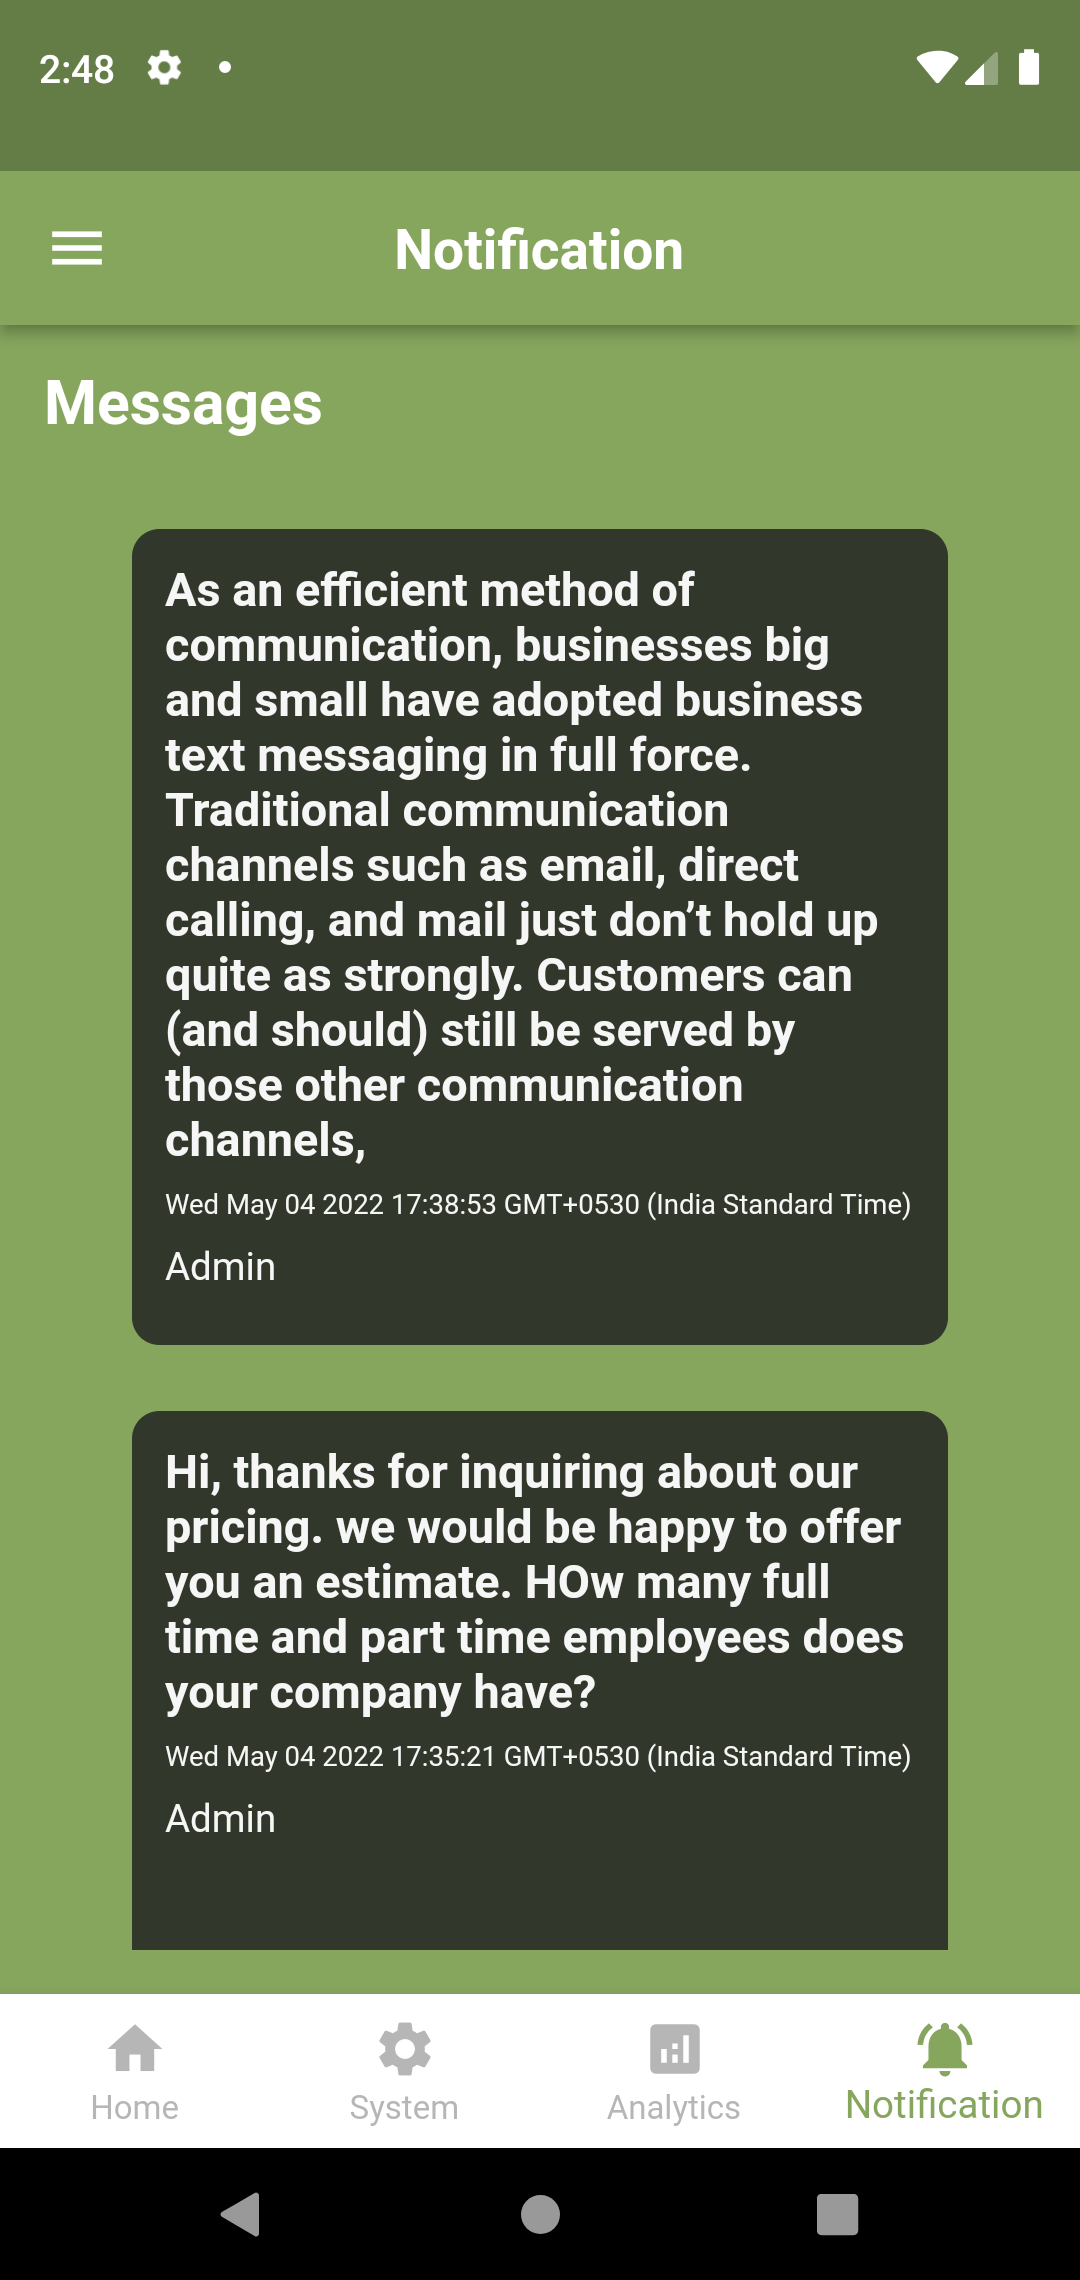 2:48
Notification
Messages
As an efficient method of
communication, businesses big
and small have adopted business
text messaging in full force.
Traditional communication
channels such as email, direct
calling, and mail just don’t hold up
quite as strongly. Customers can
(and should) still be served by
those other communication
channels,
Wed May 04 2022 17:38:53 GMT+0530 (India Standard Time)
Admin
Hi, thanks for inquiring about our
pricing. we would be happy to offer
you an estimate. HOw many full
time and part time employees does
your company have?
Wed May 04 2022 17:35:21 GMT+0530 (India Standard Time)
Admin
Home
System
Analytics
Notification